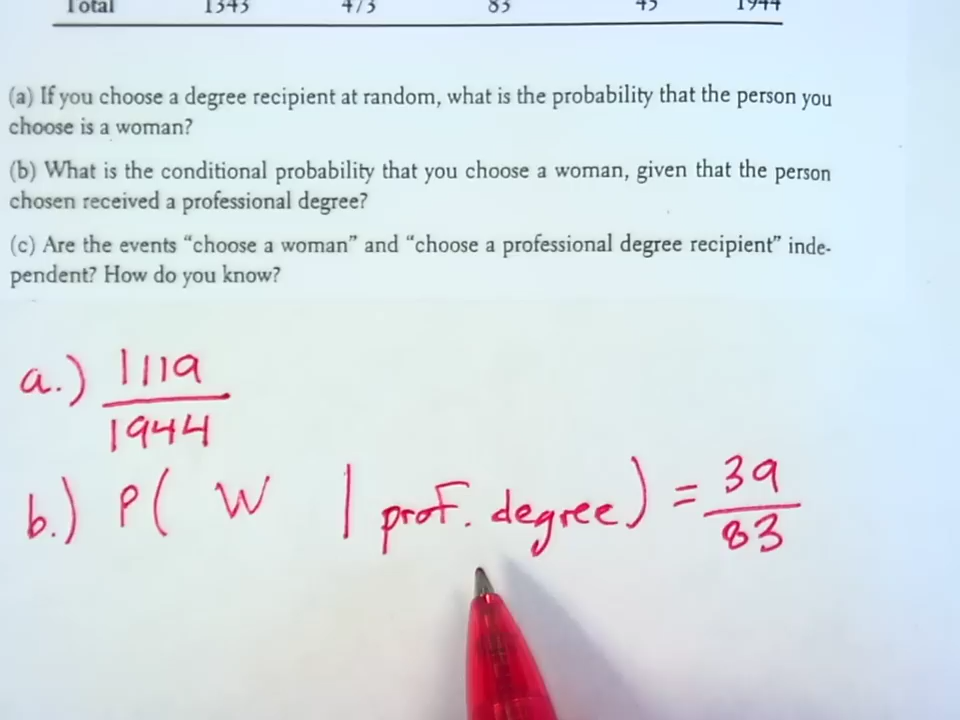 Total 1343 473 83 45 1944
(a) If you choose a degree recipient at random, what is the probability that the person you
choose is a woman?
(b) What is the conditional probability that you choose a woman, given that the person
chosen received a professional degree?
(c) Are the events “choose a woman” and “choose a professional degree recipient” inde-
pendent? How do you know?
a.) 1119
1944
b.) P( W | prof. degree) = 39
83